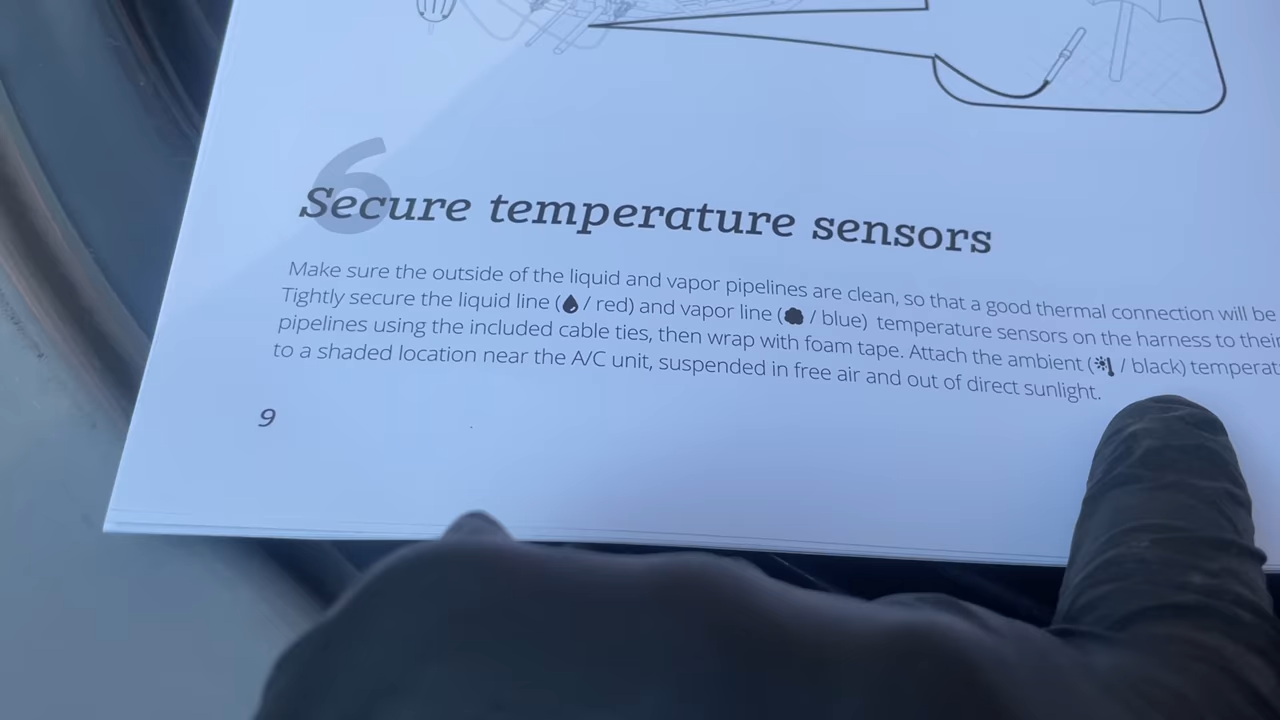 6
Secure temperature sensors
Make sure the outside of the liquid and vapor pipelines are clean, so that a good thermal connection will be
Tightly secure the liquid line ( / red) and vapor line ( / blue) temperature sensors on the harness to their
pipelines using the included cable ties, then wrap with foam tape. Attach the ambient ( / black)
to a shaded location near the A/C unit, suspended in free air and out of direct sunlight.
9